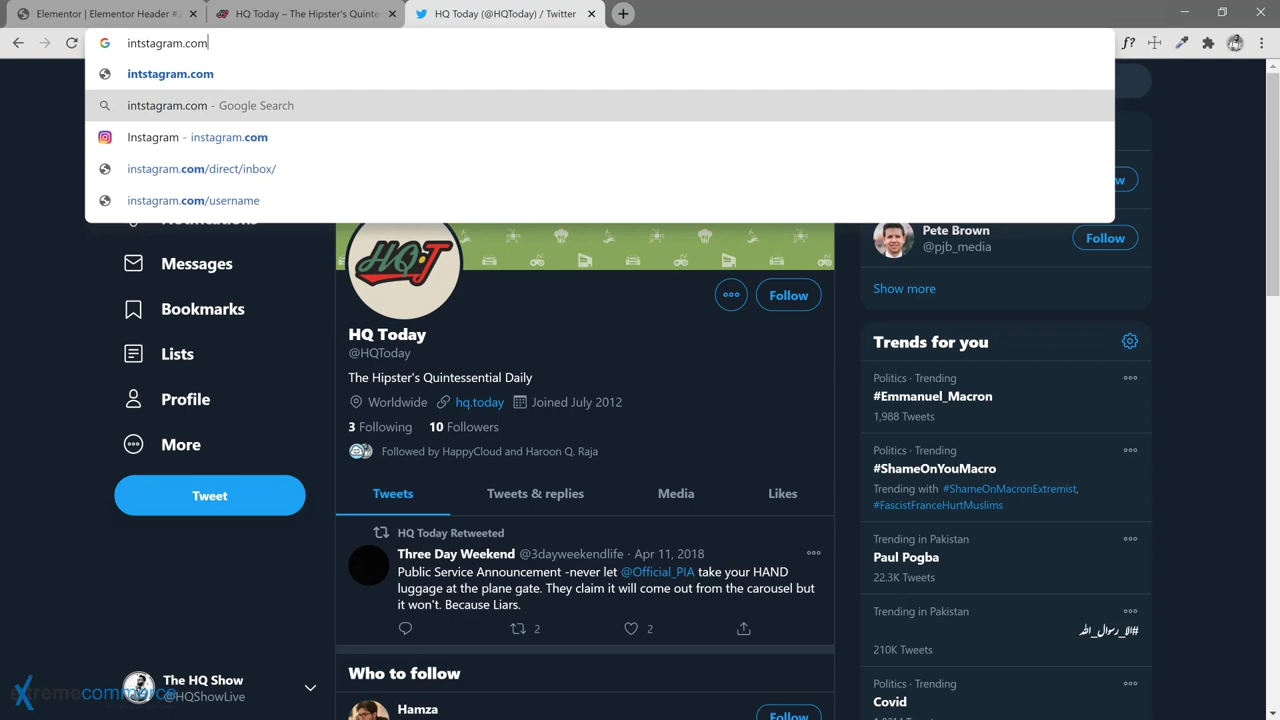 Elementor | Elementor Header #
HQ Today – The Hipster's Quinte
HQ Today (@HQToday) / Twitter
intstagram.com
intstagram.com
intstagram.com - Google Search
Instagram - instagram.com
instagram.com/direct/inbox/
instagram.com/username
Notifications
Messages
Bookmarks
Lists
Profile
More
Tweet
The HQ Show
@HQShowLive
extremecommerce
HQT
Follow
HQ Today
@HQToday
The Hipster's Quintessential Daily
Worldwide hq.today Joined July 2012
3 Following 10 Followers
Followed by HappyCloud and Haroon Q. Raja
Tweets Tweets & replies Media Likes
HQ Today Retweeted
Three Day Weekend @3dayweekendlife · Apr 11, 2018
Public Service Announcement -never let @Official_PIA take your HAND
luggage at the plane gate. They claim it will come out from the carousel but
it won't. Because Liars.
2 2
Who to follow
Hamza
Follow
Pete Brown
@pjb_media
Follow
Show more
Trends for you
Politics · Trending
#Emmanuel_Macron
1,988 Tweets
Politics · Trending
#ShameOnYouMacro
Trending with #ShameOnMacronExtremist,
#FascistFranceHurtMuslims
Trending in Pakistan
Paul Pogba
22.3K Tweets
Trending in Pakistan
#الا_رسول_الله
210K Tweets
Politics · Trending
Covid